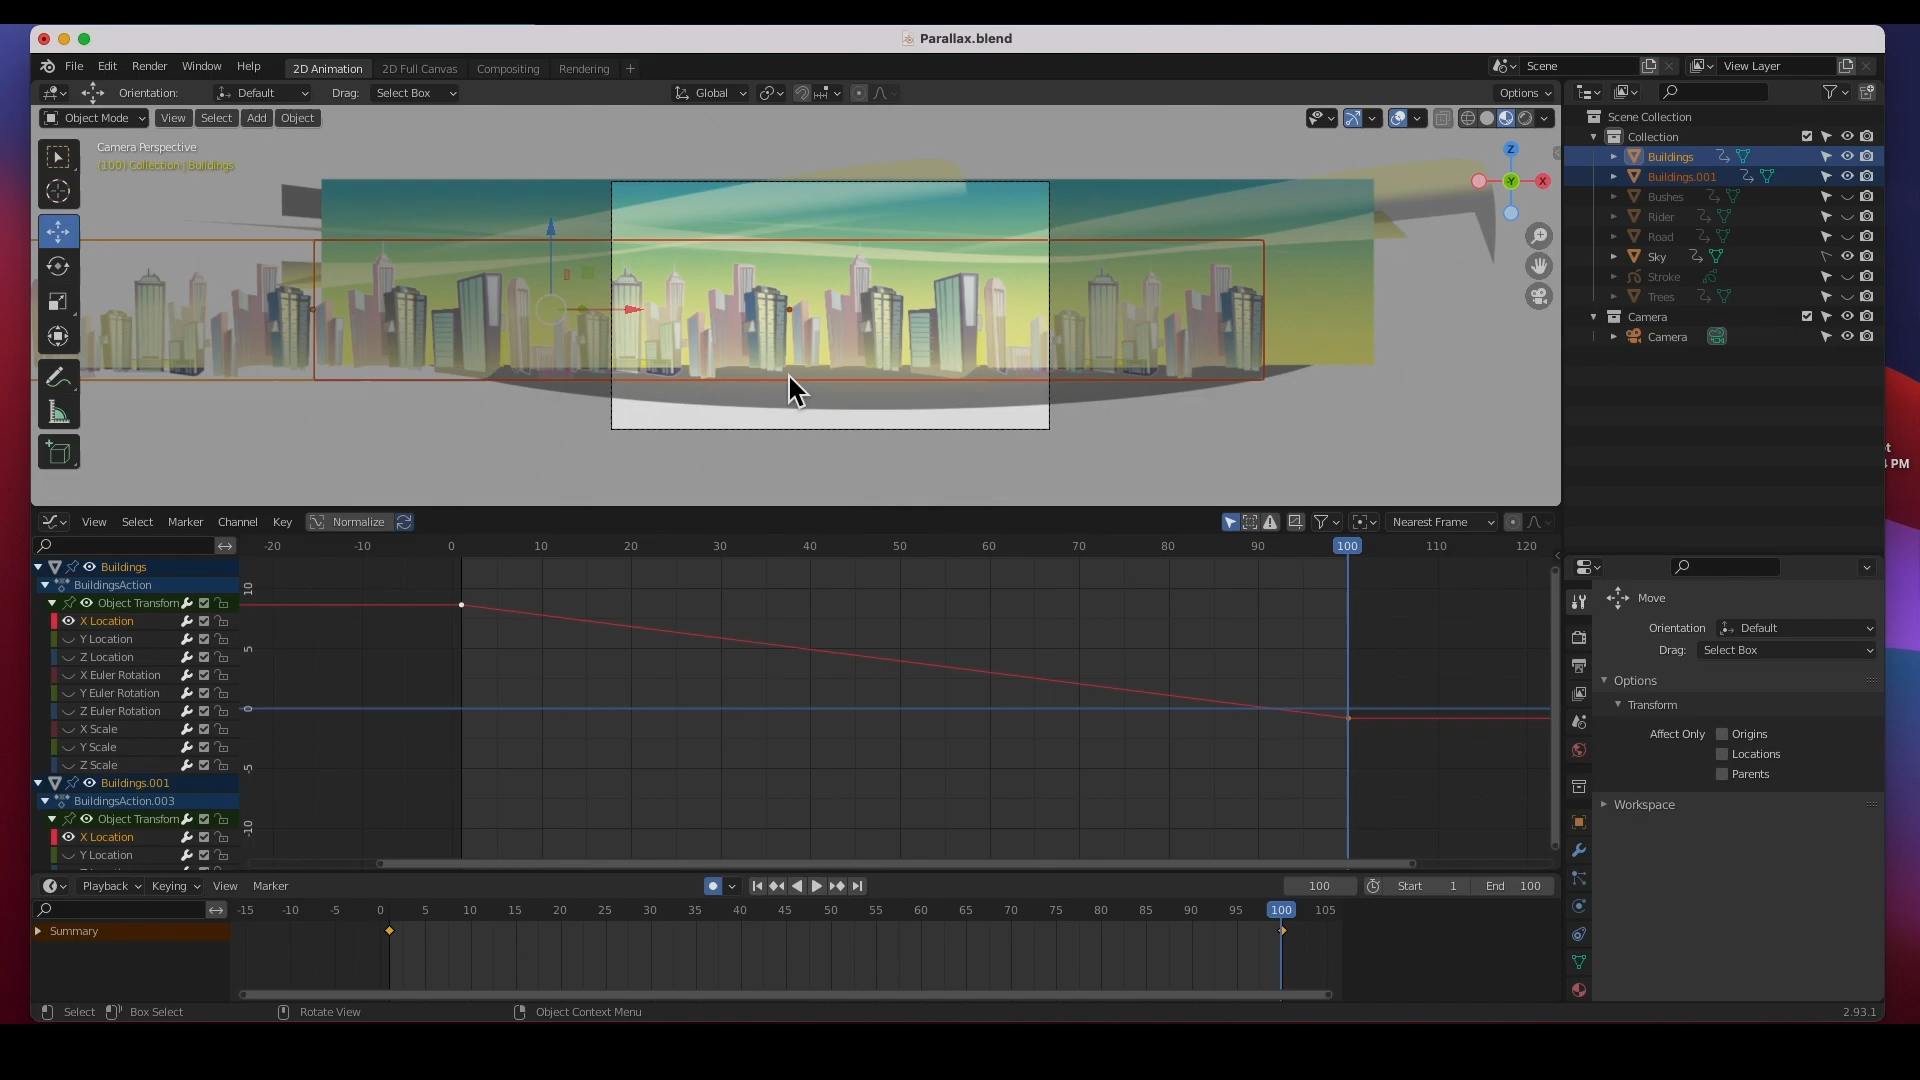 Parallax.blend
File Edit Render Window Help 2D Animation 2D Full Canvas Compositing Rendering + Scene View Layer
Orientation: Default Drag: Select Box Global Options
Object Mode View Select Add Object
Camera Perspective
(100) Collection | Buildings
Z
-Y
X
Scene Collection
Collection
Buildings
Buildings.001
Bushes
Rider
Road
Sky
Stroke
Trees
Camera
Camera
PM
View Select Marker Channel Key Normalize Nearest Frame
-20 -10 0 10 20 30 40 50 60 70 80 90 100 110 120
Buildings
BuildingsAction
Object Transform
X Location
Y Location
Z Location
X Euler Rotation
Y Euler Rotation
Z Euler Rotation
X Scale
Y Scale
Z Scale
Buildings.001
BuildingsAction.003
Object Transform
X Location
Y Location
10
5
0
-5
-10
Move
Orientation Default
Drag: Select Box
Options
Transform
Affect Only Origins
Locations
Parents
Workspace
Playback Keying View Marker 100 Start 1 End 100
-15 -10 -5 0 5 10 15 20 25 30 35 40 45 50 55 60 65 70 75 80 85 90 95 100 105
Summary
Select Box Select Rotate View Object Context Menu 2.93.1